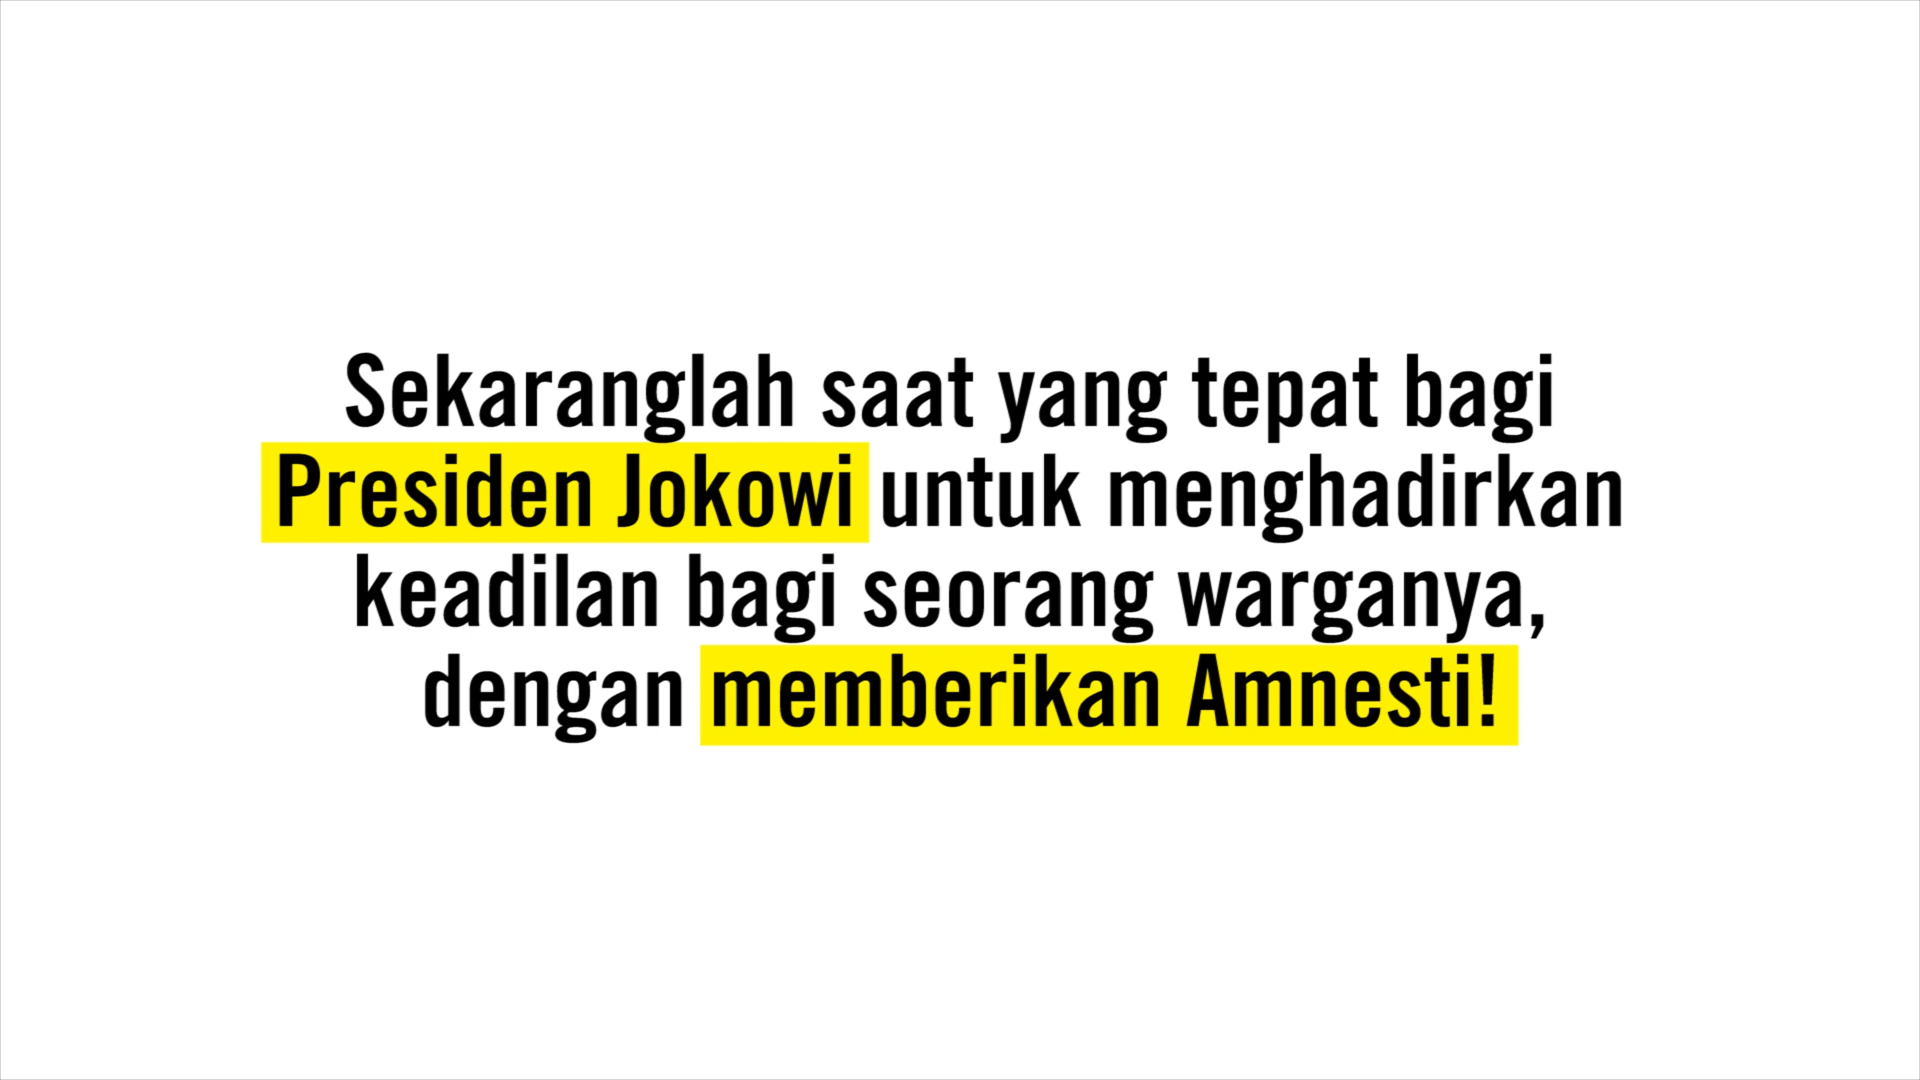 Sekaranglah saat yang tepat bagi
Presiden Jokowi untuk menghadirkan
keadilan bagi seorang warganya,
dengan memberikan Amnesti!